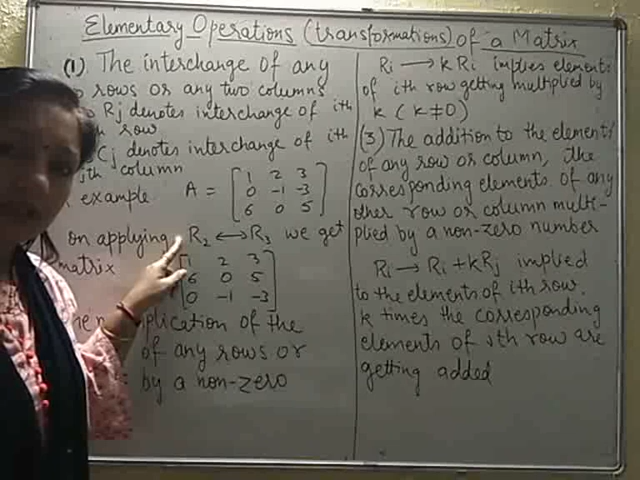 Elementary Operations (transformations) of a Matrix
(1) The interchange of any
rows or any two columns
Rj denotes interchange of ith
row
Cj denotes interchange of ith
jth column
example A = [1 2 3
0 -1 -3
6 0 5]
on applying R2 ↔ R3 we get
matrix [1 2 3
6 0 5
0 -1 -3]
plication of the
of any rows or
by a non-zero
Ri → k Ri implies elements
of ith row getting multiplied by
k (k ≠ 0)
(3) The addition to the elements
of any row or column, the
corresponding elements of any
other row or column multi-
plied by a non-zero number
Ri → Ri + kRj implied
to the elements of ith row
k times the corresponding
elements of jth row are
getting added